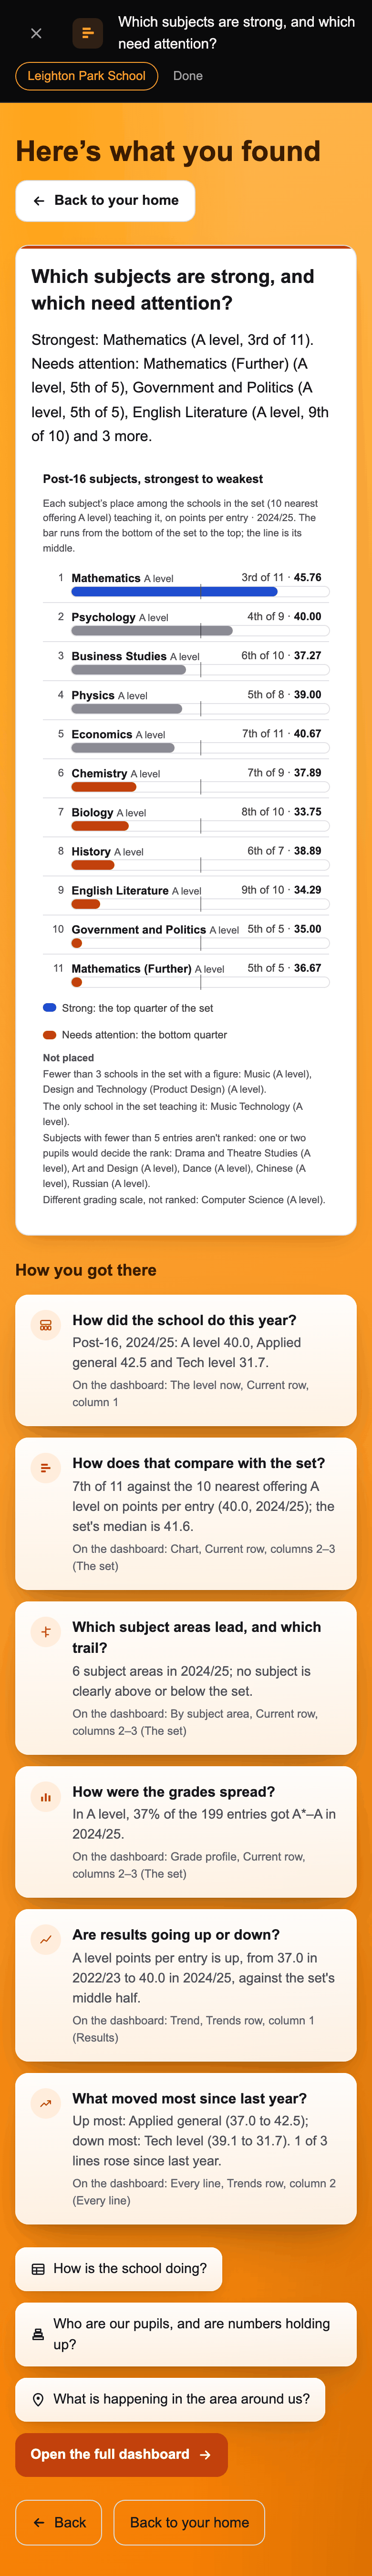 Which subjects are strong, and which
need attention?
Leighton Park School
Done
Here's what you found
Back to your home
Which subjects are strong, and
which need attention?
Strongest: Mathematics (A level, 3rd of 11).
Needs attention: Mathematics (Further) (A
level, 5th of 5), Government and Politics (A
level, 5th of 5), English Literature (A level, 9th
of 10) and 3 more.
Post-16 subjects, strongest to weakest
Each subject's place among the schools in the set (10 nearest
offering A level) teaching it, on points per entry · 2024/25. The
bar runs from the bottom of the set to the top; the line is its
middle.
1 Mathematics A level 3rd of 11 · 45.76
2 Psychology A level 4th of 9 · 40.00
3 Business Studies A level 6th of 10 · 37.27
4 Physics A level 5th of 8 · 39.00
5 Economics A level 7th of 11 · 40.67
6 Chemistry A level 7th of 9 · 37.89
7 Biology A level 8th of 10 · 33.75
8 History A level 6th of 7 · 38.89
9 English Literature A level 9th of 10 · 34.29
10 Government and Politics A level 5th of 5 · 35.00
11 Mathematics (Further) A level 5th of 5 · 36.67
Strong: the top quarter of the set
Needs attention: the bottom quarter
Not placed
Fewer than 3 schools in the set with a figure: Music (A level),
Design and Technology (Product Design) (A level).
The only school in the set teaching it: Music Technology (A
level).
Subjects with fewer than 5 entries aren't ranked: one or two
pupils would decide the rank: Drama and Theatre Studies (A
level), Art and Design (A level), Dance (A level), Chinese (A
level), Russian (A level).
Different grading scale, not ranked: Computer Science (A level).
How you got there
How did the school do this year?
Post-16, 2024/25: A level 40.0, Applied
general 42.5 and Tech level 31.7.
On the dashboard: The level now, Current row,
column 1
How does that compare with the set?
7th of 11 against the 10 nearest offering A
level on points per entry (40.0, 2024/25); the
set's median is 41.6.
On the dashboard: Chart, Current row, columns 2–3
(The set)
Which subject areas lead, and which
trail?
6 subject areas in 2024/25; no subject is
clearly above or below the set.
On the dashboard: By subject area, Current row,
columns 2–3 (The set)
How were the grades spread?
In A level, 37% of the 199 entries got A*–A in
2024/25.
On the dashboard: Grade profile, Current row,
columns 2–3 (The set)
Are results going up or down?
A level points per entry is up, from 37.0 in
2022/23 to 40.0 in 2024/25, against the set's
middle half.
On the dashboard: Trend, Trends row, column 1
(Results)
What moved most since last year?
Up most: Applied general (37.0 to 42.5);
down most: Tech level (39.1 to 31.7). 1 of 3
lines rose since last year.
On the dashboard: Every line, Trends row, column 2
(Every line)
How is the school doing?
Who are our pupils, and are numbers holding
up?
What is happening in the area around us?
Open the full dashboard
Back
Back to your home